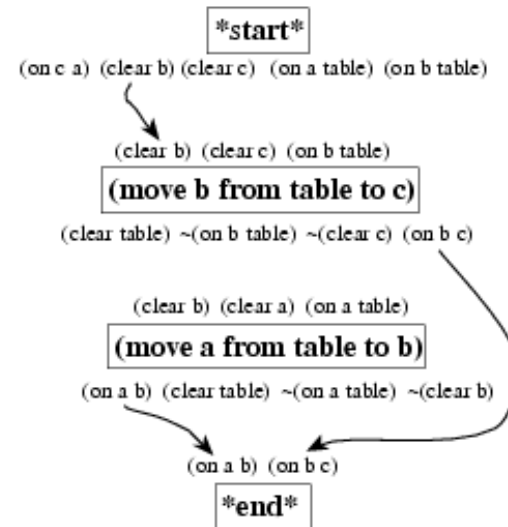 *start*
(on c a) (clear b) (clear c) (on a table) (on b table)
(clear b) (clear c) (on b table)
(move b from table to c)
(clear table) ~(on b table) ~(clear c) (on b c)
(clear b) (clear a) (on a table)
(move a from table to b)
(on a b) (clear table) ~(on a table) ~(clear b)
(on a b) (on b c)
*end*